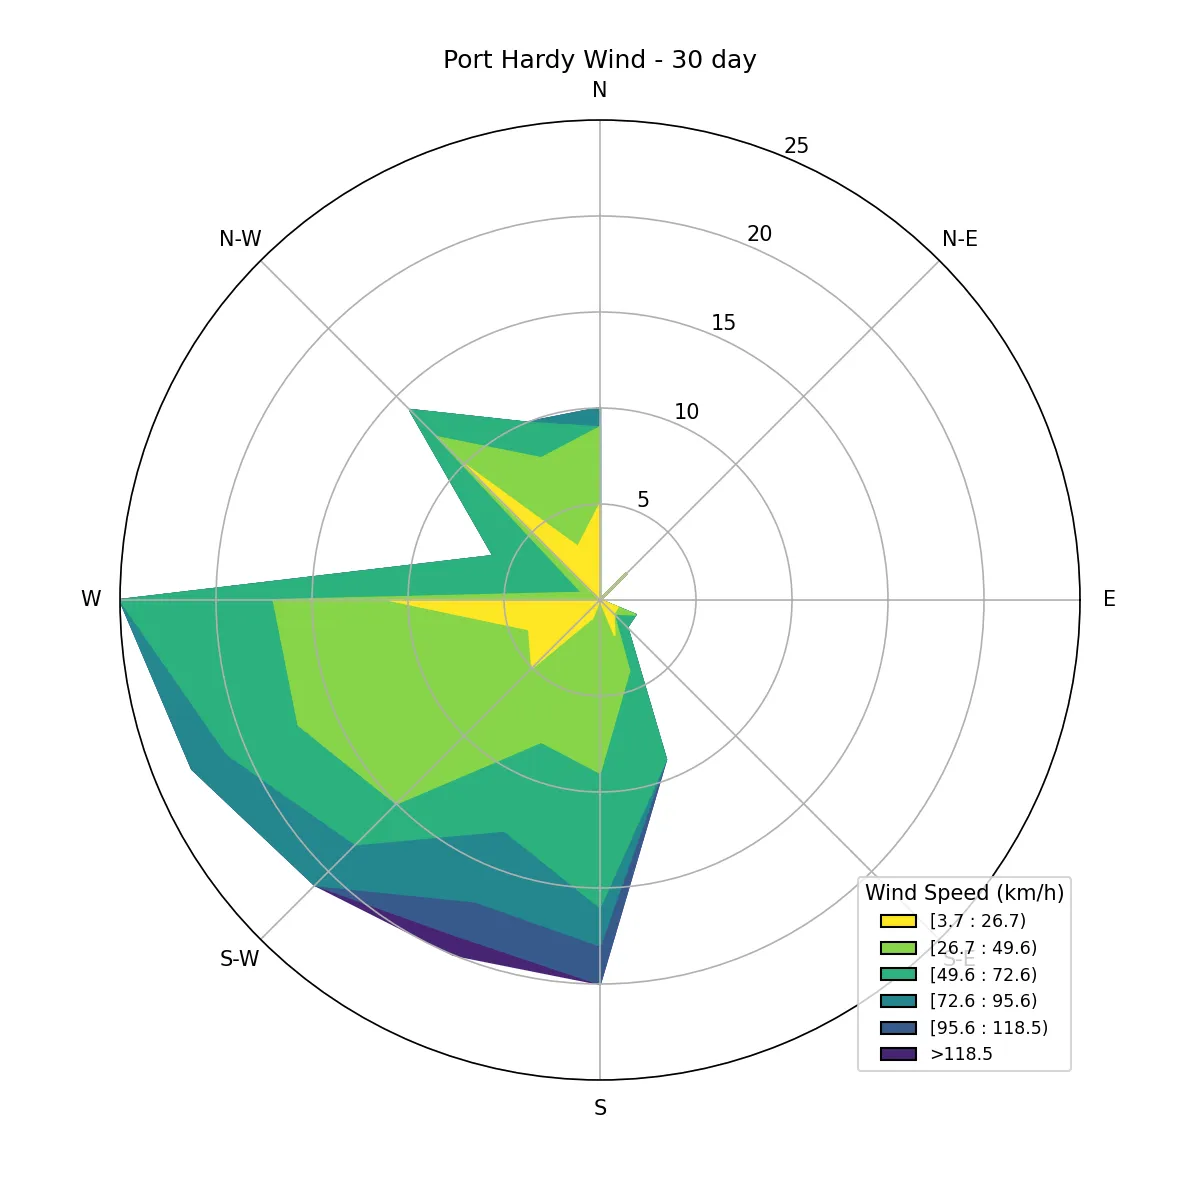 Port Hardy Wind - 30 day
N
25
N-W
20
N-E
15
10
5
W
E
S-W
S-E
Wind Speed (km/h)
[3.7 : 26.7)
[26.7 : 49.6)
[49.6 : 72.6)
[72.6 : 95.6)
[95.6 : 118.5)
>118.5
S